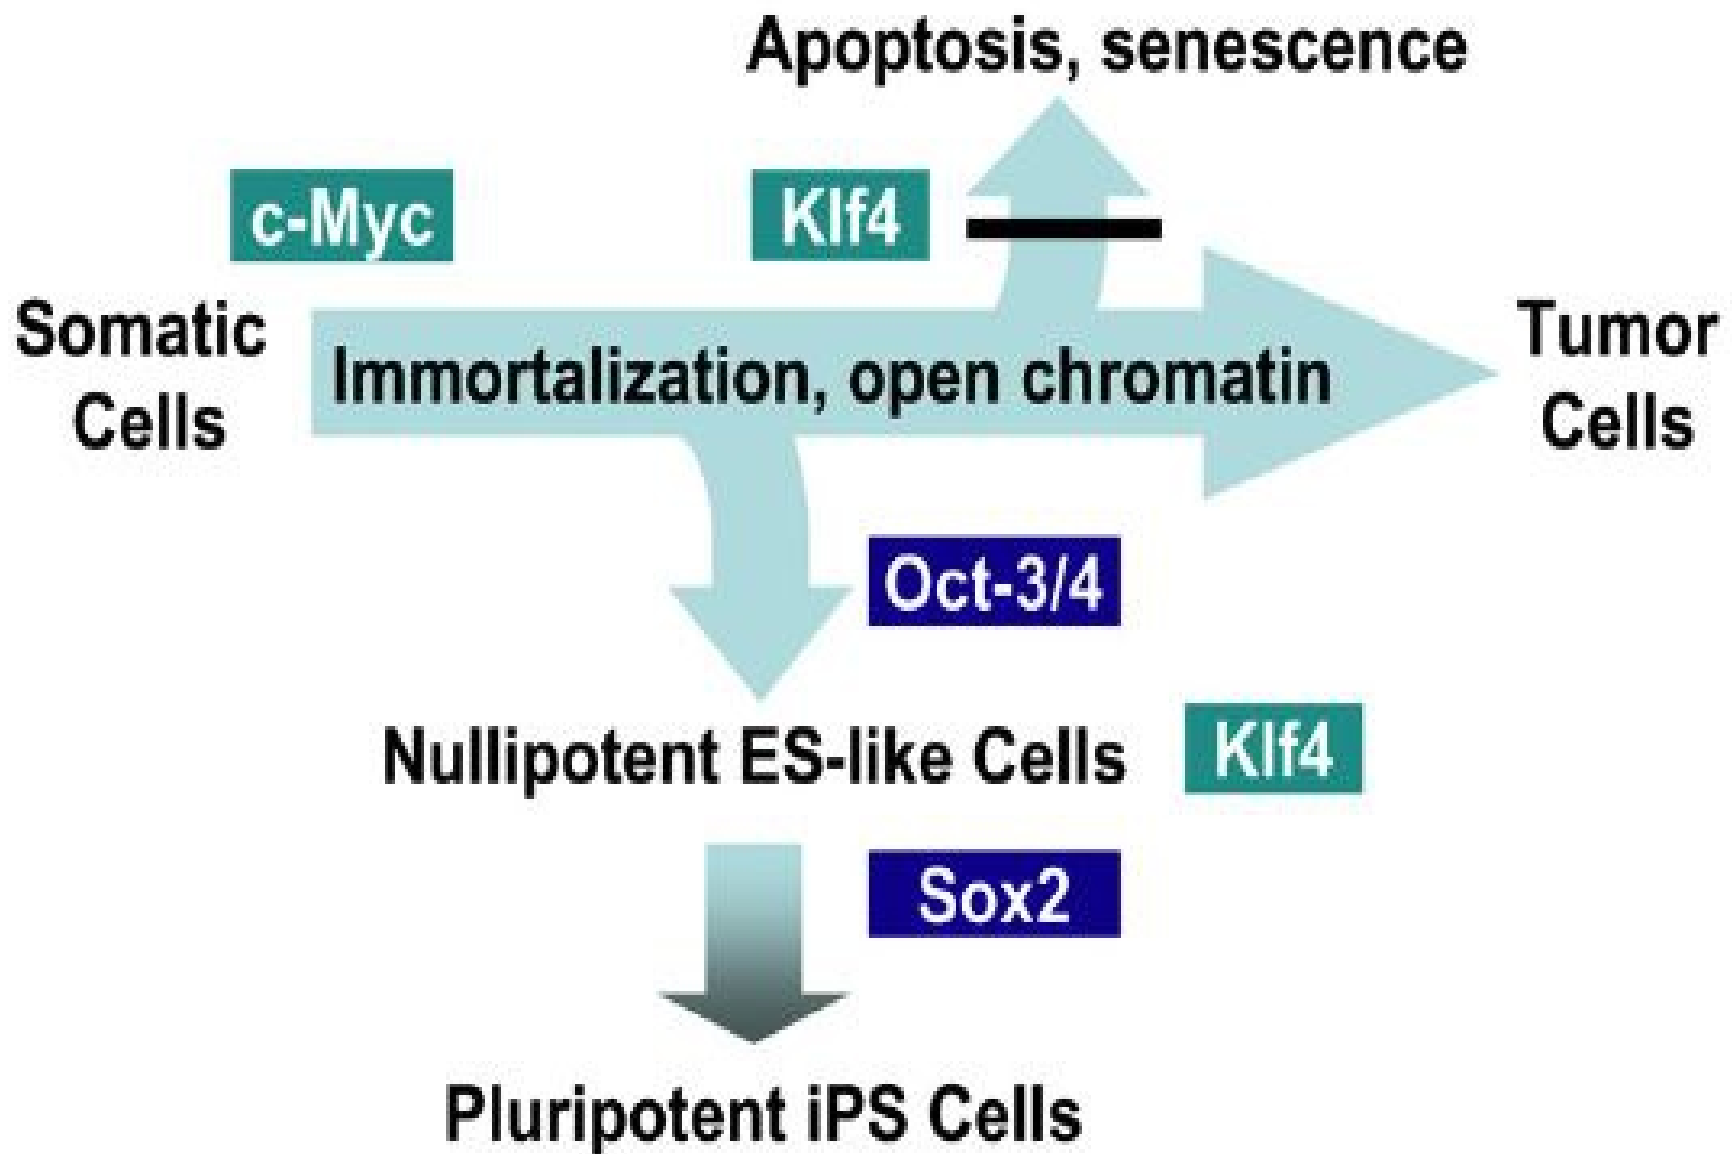 Apoptosis, senescence
c-Myc
Klf4
Somatic
Cells
Immortalization, open chromatin
Tumor
Cells
Oct-3/4
Nullipotent ES-like Cells
Klf4
Sox2
Pluripotent iPS Cells